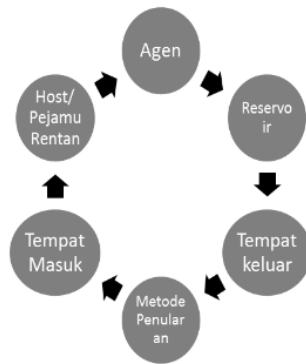 Agen
Reservo
ir
Tempat
keluar
Metode
Penular
an
Tempat
Masuk
Host/
Pejamu
Rentan